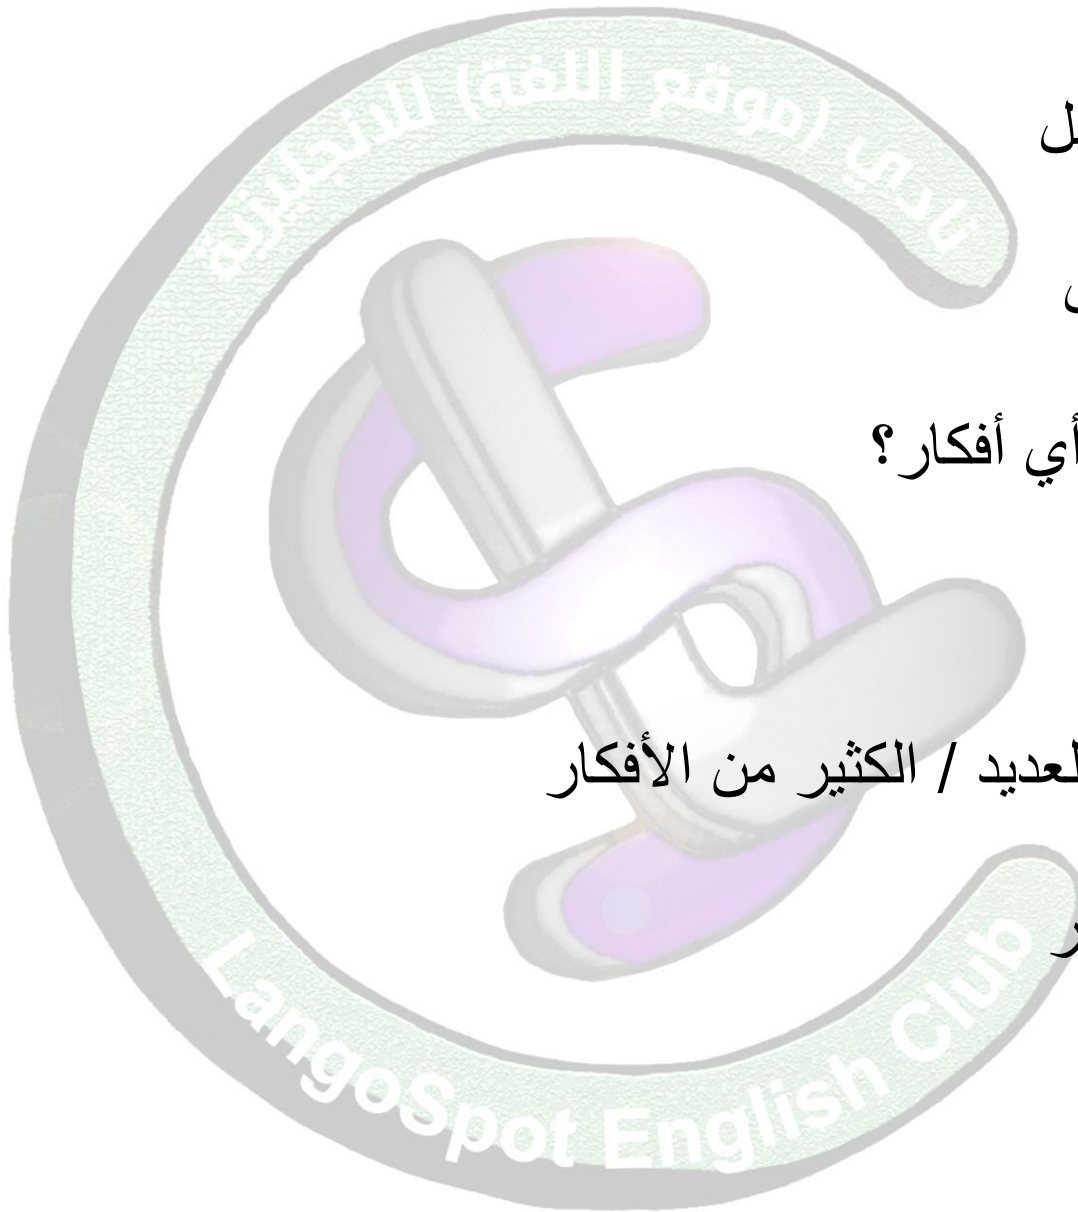 نادي (موقع اللغة) للانجليزية
أي أفكار؟
لعديد / الكثير من الأفكار
LangoSpot English Club